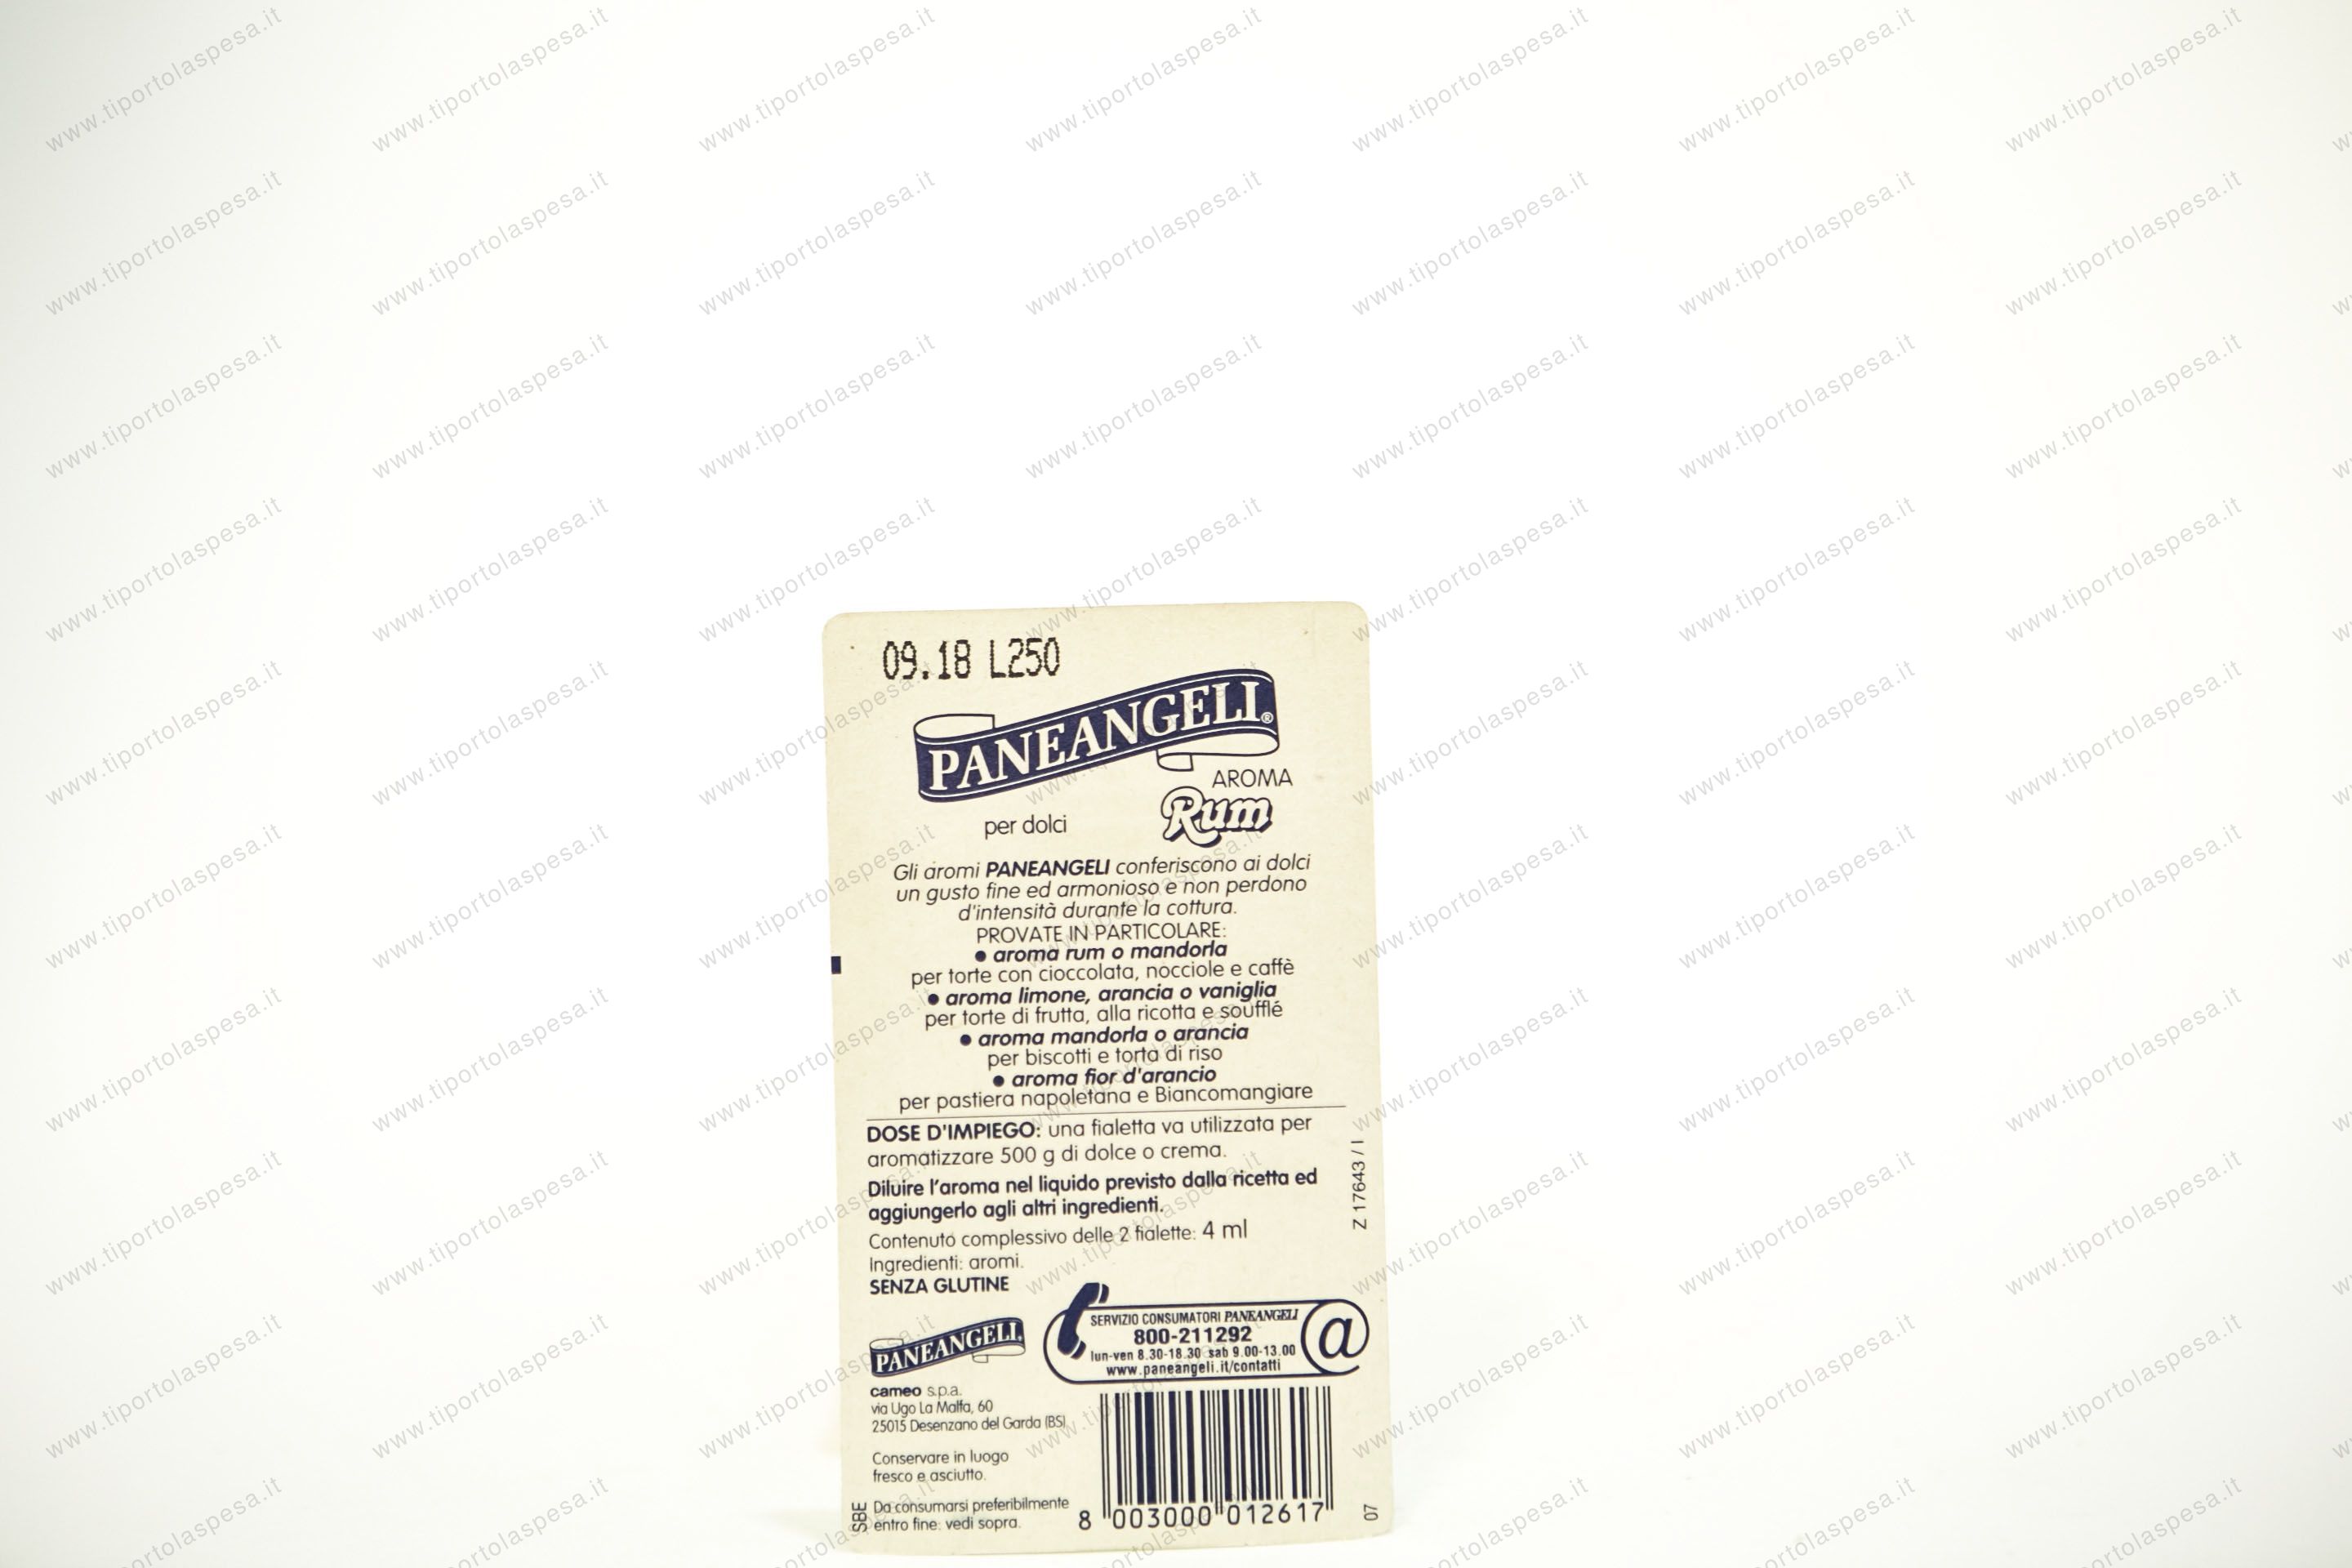 09.18 L250
PANEANGELI®
AROMA
Rum
per dolci
Gli aromi PANEANGELI conferiscono ai dolci
un gusto fine ed armonioso e non perdono
d'intensità durante la cottura.
PROVATE IN PARTICOLARE:
• aroma rum o mandorla
per torte con cioccolata, nocciole e caffè
• aroma limone, arancia o vaniglia
per torte di frutta, alla ricotta e soufflé
• aroma mandorla o arancia
per biscotti e torta di riso
• aroma fior d'arancio
per pastiera napoletana e Biancomangiare
DOSE D'IMPIEGO: una fialetta va utilizzata per
aromatizzare 500 g di dolce o crema.
Diluire l'aroma nel liquido previsto dalla ricetta ed
aggiungerlo agli altri ingredienti.
Contenuto complessivo delle 2 fialette: 4 ml
Ingredienti: aromi.
SENZA GLUTINE
Z 17643 / I
PANEANGELI
SERVIZIO CONSUMATORI PANEANGELI
800-211292
lun-ven 8.30-18.30 sab 9.00-13.00
www.paneangeli.it/contatti
@
cameo s.p.a.
via Ugo La Malfa, 60
25015 Desenzano del Garda (BS)
Conservare in luogo
fresco e asciutto.
Da consumarsi preferibilmente
entro fine: vedi sopra.
SBE
8 003000 012617
07
www.tiportolaspesa.it